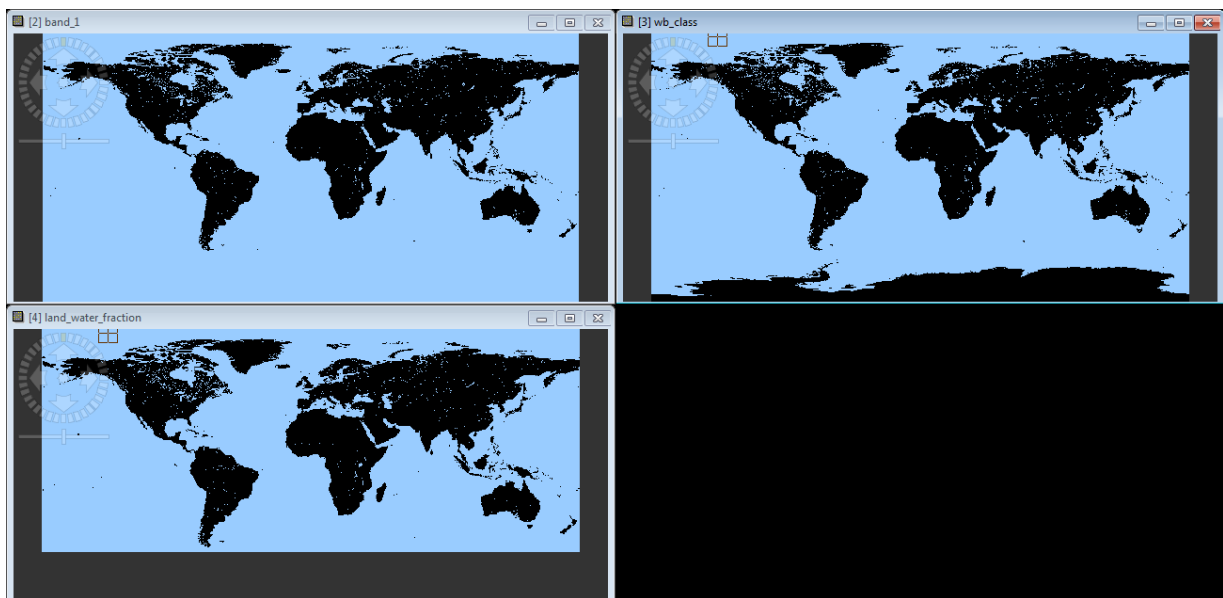 [2] band_1
[3] wb_class
[4] land_water_fraction